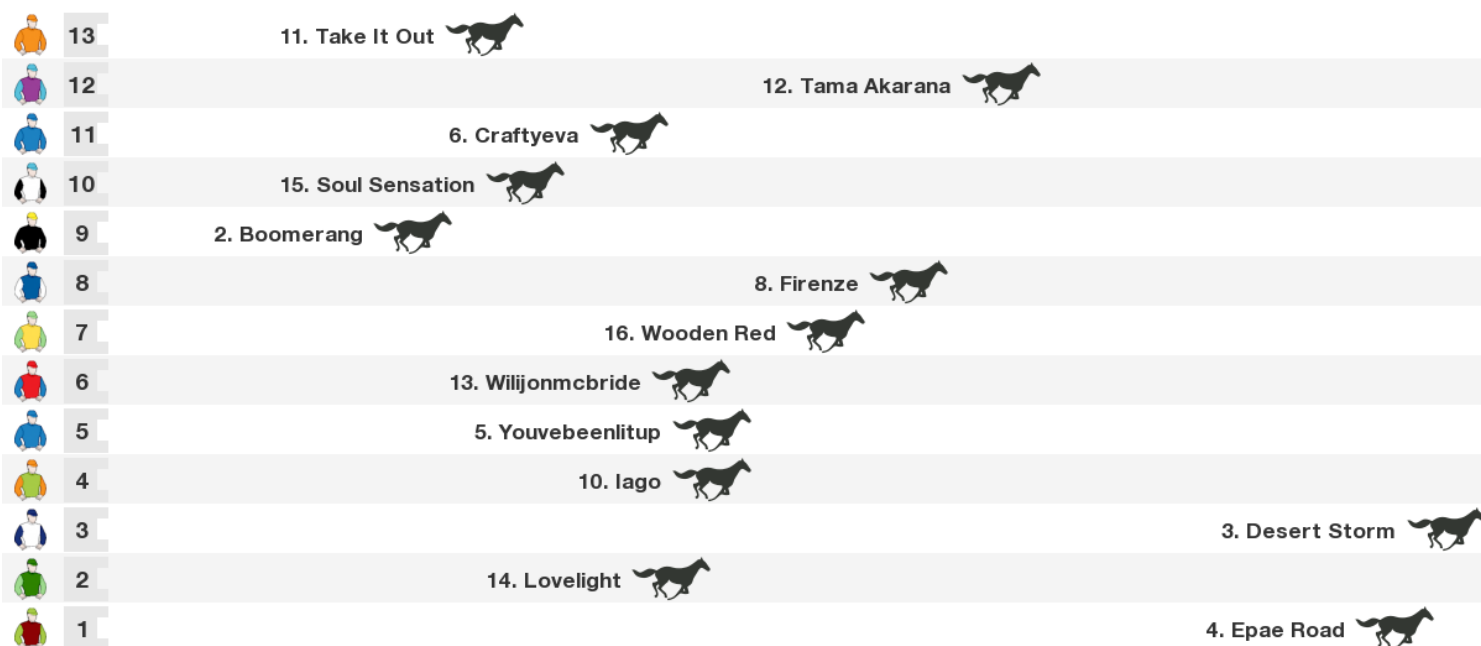 13 11. Take It Out
12 12. Tama Akarana
11 6. Craftyeva
10 15. Soul Sensation
9 2. Boomerang
8 8. Firenze
7 16. Wooden Red
6 13. Wilijonmcbride
5 5. Youvebeenlitup
4 10. Iago
3 3. Desert Storm
2 14. Lovelight
1 4. Epae Road